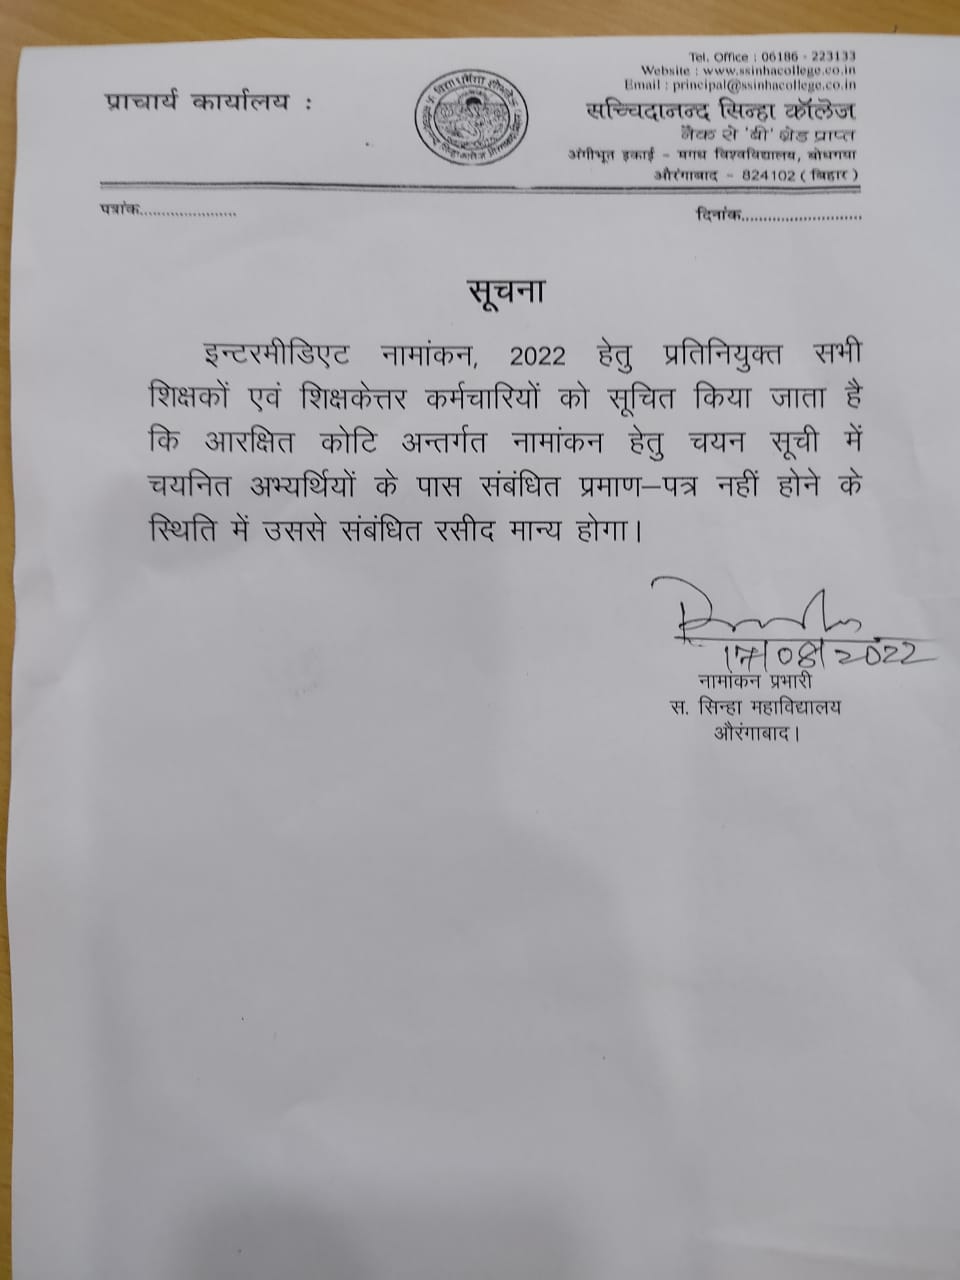 Tel. Office : 06186 - 223133
Website : www.ssinhacollege.co.in
Email : principal@ssinhacollege.co.in
प्राचार्य कार्यालय :
सच्चिदानन्द सिन्हा कॉलेज
नैक से 'बी' ग्रेड प्राप्त
अंगीभूत इकाई - मगध विश्वविद्यालय, बोधगया
औरंगाबाद - 824102 ( बिहार )
पत्रांक.....................
दिनांक..........................
सूचना
इन्टरमीडिएट नामांकन, 2022 हेतु प्रतिनियुक्त सभी
शिक्षकों एवं शिक्षकेत्तर कर्मचारियों को सूचित किया जाता है
कि आरक्षित कोटि अन्तर्गत नामांकन हेतु चयन सूची में
चयनित अभ्यर्थियों के पास संबंधित प्रमाण–पत्र नहीं होने के
स्थिति में उससे संबंधित रसीद मान्य होगा।
17/08/2022
नामांकन प्रभारी
स. सिन्हा महाविद्यालय
औरंगाबाद।